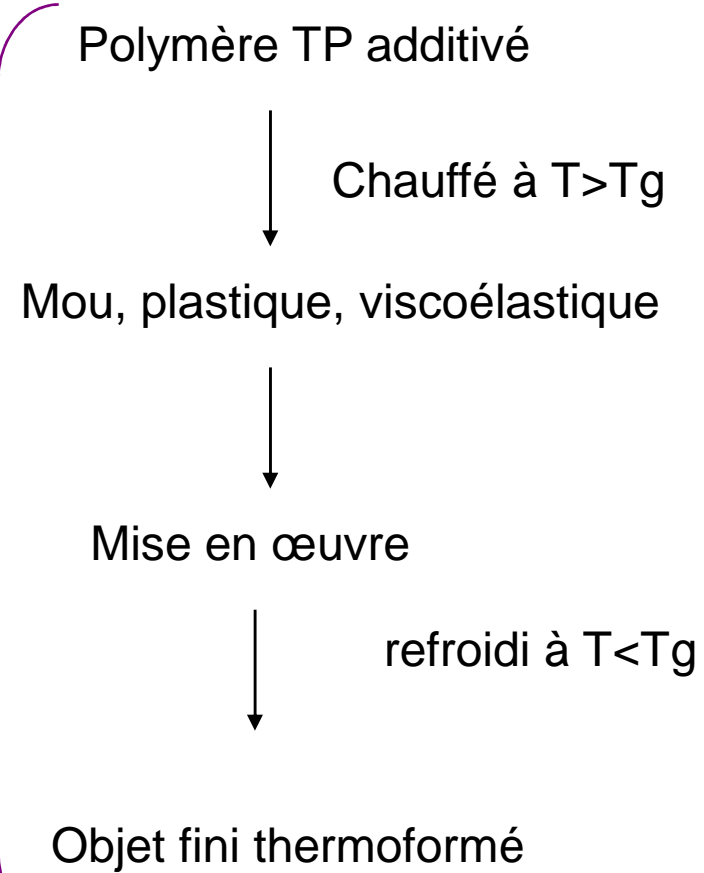 Polymère TP additivé
Chauffé à T>Tg
Mou, plastique, viscoélastique
Mise en œuvre
refroidi à T<Tg
Objet fini thermoformé